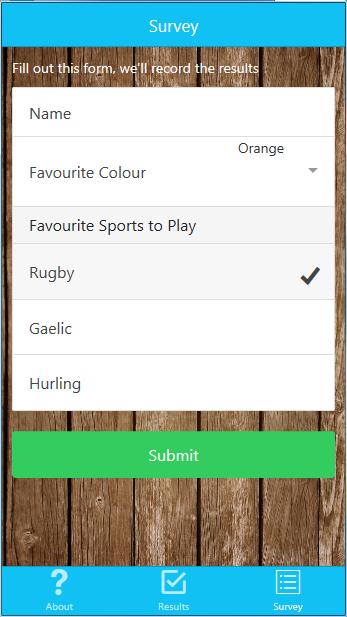 Survey
Fill out this form, we'll record the results
Name
Orange
Favourite Colour
Favourite Sports to Play
Rugby
Gaelic
Hurling
Submit
About Results Survey